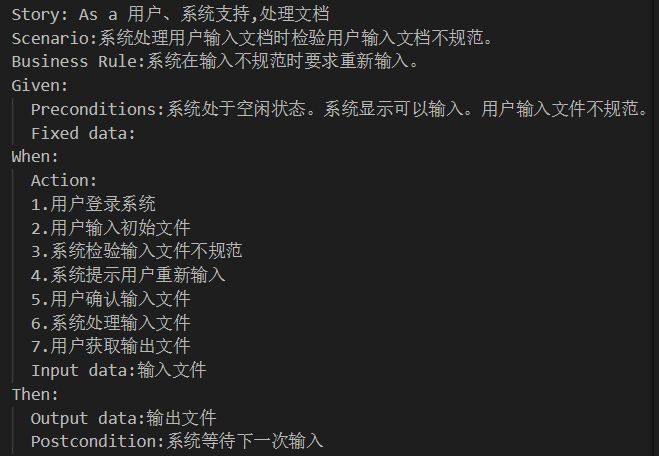 Story: As a 用户、系统支持,处理文档
Scenario:系统处理用户输入文档时检验用户输入文档不规范。
Business Rule:系统在输入不规范时要求重新输入。
Given:
Preconditions:系统处于空闲状态。系统显示可以输入。用户输入文件不规范。
Fixed data:
When:
Action:
1.用户登录系统
2.用户输入初始文件
3.系统检验输入文件不规范
4.系统提示用户重新输入
5.用户确认输入文件
6.系统处理输入文件
7.用户获取输出文件
Input data:输入文件
Then:
Output data:输出文件
Postcondition:系统等待下一次输入